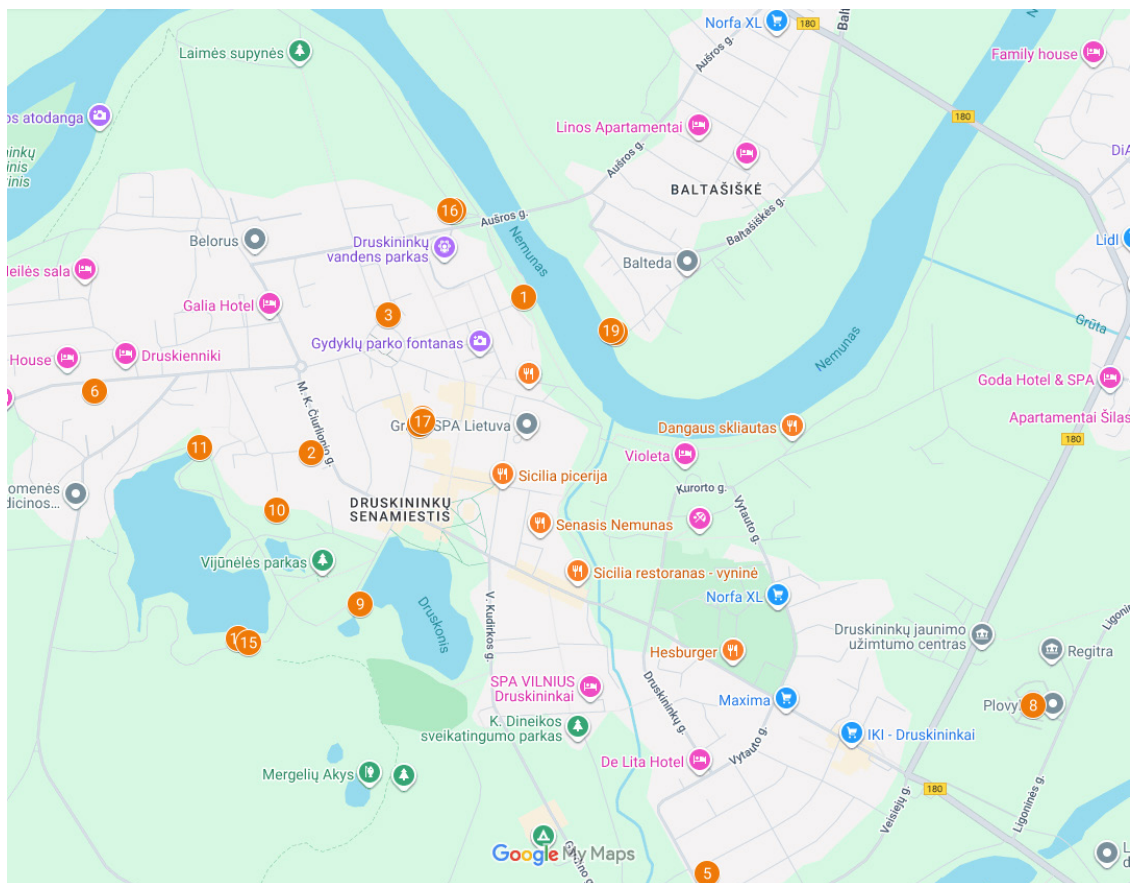 Norfa XL
180
Laimės supynės
Aušros g.
Family house
os atodanga
180
Linos Apartamentai
Aušros g.
BALTAŠIŠKĖ
16
Aušros g.
Baltašiškės g.
Belorus
Druskininkų
vandens parkas
Nemunas
Balteda
Lidl
Meilės sala
Galia Hotel
1
3
19
Grūta
Gydyklų parko fontanas
Nemunas
House
Druskienniki
6
M. K. Čiurlionio g.
Goda Hotel & SPA
Apartamentai Šilas
17
SPA Lietuva
Dangaus skliautas
180
11
2
Violeta
Sicilia picerija
Kurorto g.
10
DRUSKININKŲ
SENAMIESTIS
Vytauto g.
Senasis Nemunas
Vijūnėlės parkas
Sicilia restoranas - vyninė
9
Druskonis
V. Kudirkos g.
Norfa XL
15
Druskininkų jaunimo
užimtumo centras
Regitra
Hesburger
SPA VILNIUS
Druskininkai
Druskininkų g.
Maxima
8
K. Dineikos
sveikatingumo parkas
Vytauto g.
IKI - Druskininkai
Mergelių Akys
De Lita Hotel
180
Veisiejų g.
Ligoninės g.
Google My Maps
5